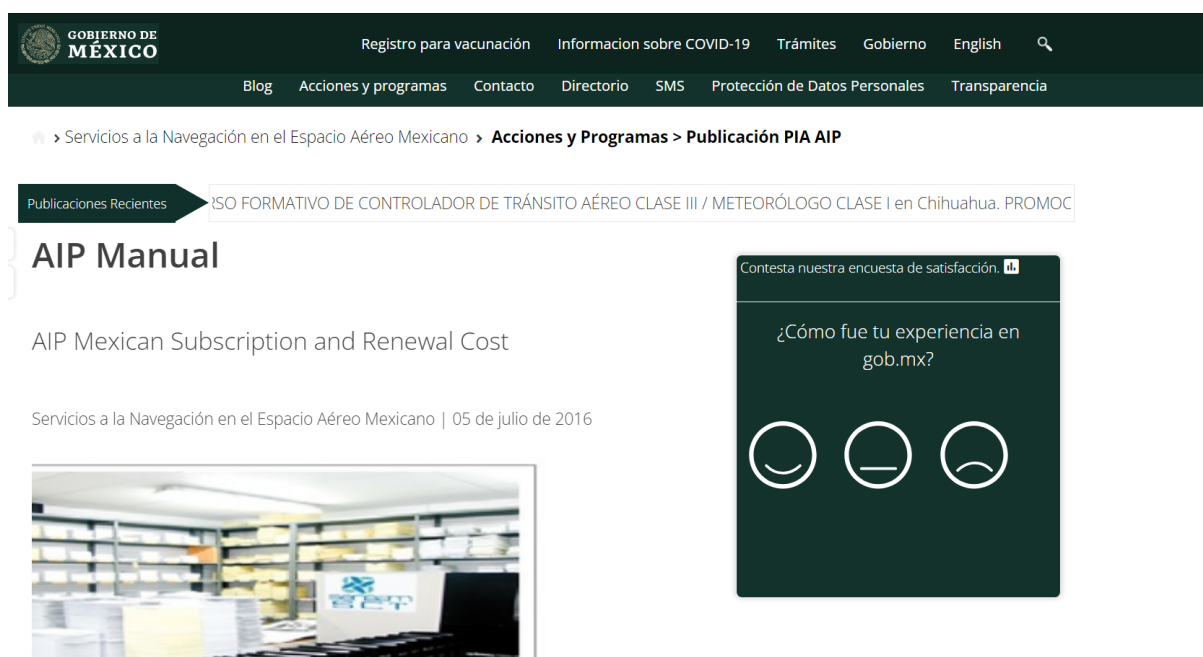 GOBIERNO DE
MÉXICO
Registro para vacunación Informacion sobre COVID-19 Trámites Gobierno English
Blog Acciones y programas Contacto Directorio SMS Protección de Datos Personales Transparencia
> Servicios a la Navegación en el Espacio Aéreo Mexicano > Acciones y Programas > Publicación PIA AIP
Publicaciones Recientes
RSO FORMATIVO DE CONTROLADOR DE TRÁNSITO AÉREO CLASE III / METEORÓLOGO CLASE I en Chihuahua. PROMOC
AIP Manual
Contesta nuestra encuesta de satisfacción.
AIP Mexican Subscription and Renewal Cost
¿Cómo fue tu experiencia en
gob.mx?
Servicios a la Navegación en el Espacio Aéreo Mexicano | 05 de julio de 2016
SCT